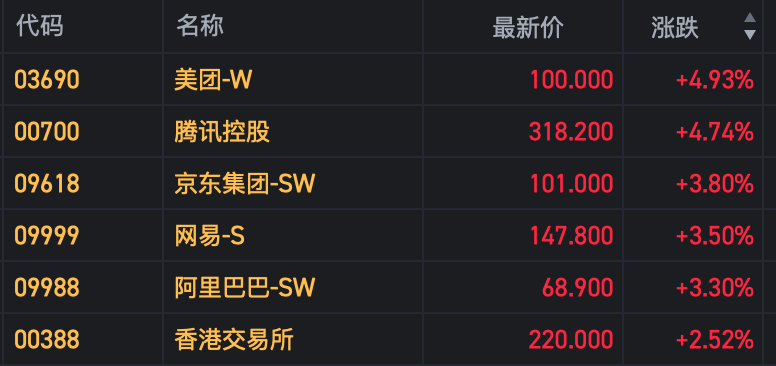 代码 名称 最新价 涨跌
03690 美团-W 100.000 +4.93%
00700 腾讯控股 318.200 +4.74%
09618 京东集团-SW 101.000 +3.80%
09999 网易-S 147.800 +3.50%
09988 阿里巴巴-SW 68.900 +3.30%
00388 香港交易所 220.000 +2.52%